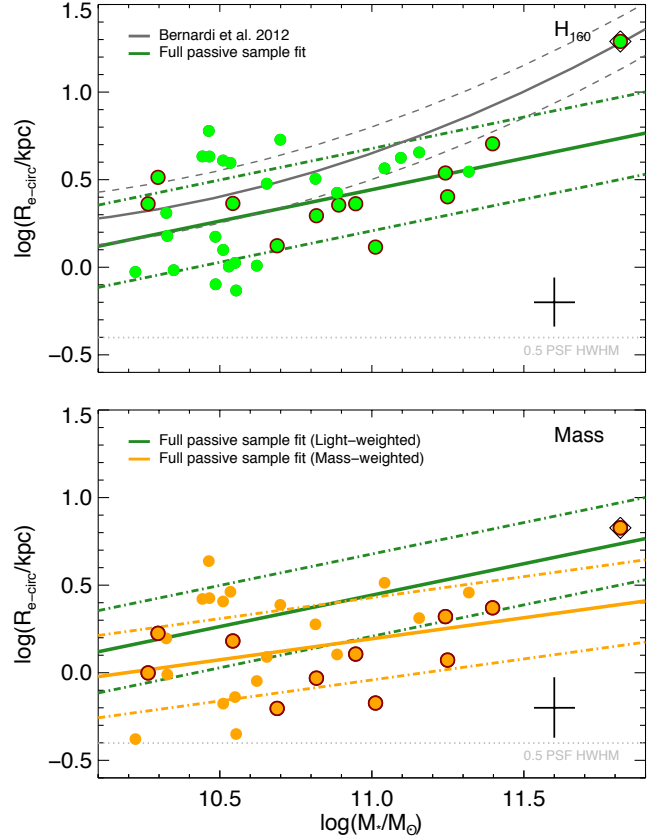 1.5
1.0
0.5
0.0
−0.5
log(R_e−circ/kpc)
Bernardi et al. 2012
Full passive sample fit
H_160
0.5 PSF HWHM
1.5
1.0
0.5
0.0
−0.5
log(R_e−circ/kpc)
Full passive sample fit (Light−weighted)
Full passive sample fit (Mass−weighted)
Mass
0.5 PSF HWHM
10.5 11.0 11.5
log(M_*/M_⊙)